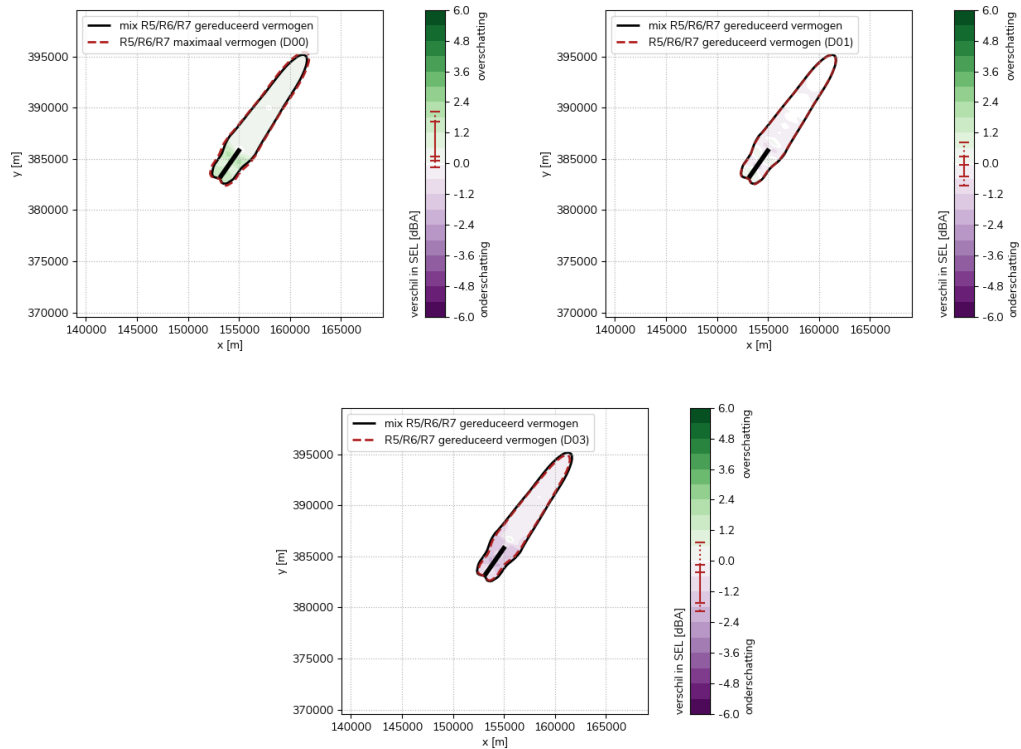 mix R5/R6/R7 gereduceerd vermogen
R5/R6/R7 maximaal vermogen (D00)
395000
390000
385000
380000
375000
370000
y [m]
140000 145000 150000 155000 160000 165000
x [m]
6.0
4.8
3.6
2.4
1.2
0.0
-1.2
-2.4
-3.6
-4.8
-6.0
verschil in SEL [dBA]
overschatting
onderschatting
mix R5/R6/R7 gereduceerd vermogen
R5/R6/R7 gereduceerd vermogen (D01)
395000
390000
385000
380000
375000
370000
y [m]
140000 145000 150000 155000 160000 165000
x [m]
6.0
4.8
3.6
2.4
1.2
0.0
-1.2
-2.4
-3.6
-4.8
-6.0
verschil in SEL [dBA]
overschatting
onderschatting
mix R5/R6/R7 gereduceerd vermogen
R5/R6/R7 gereduceerd vermogen (D03)
395000
390000
385000
380000
375000
370000
y [m]
140000 145000 150000 155000 160000 165000
x [m]
6.0
4.8
3.6
2.4
1.2
0.0
-1.2
-2.4
-3.6
-4.8
-6.0
verschil in SEL [dBA]
overschatting
onderschatting